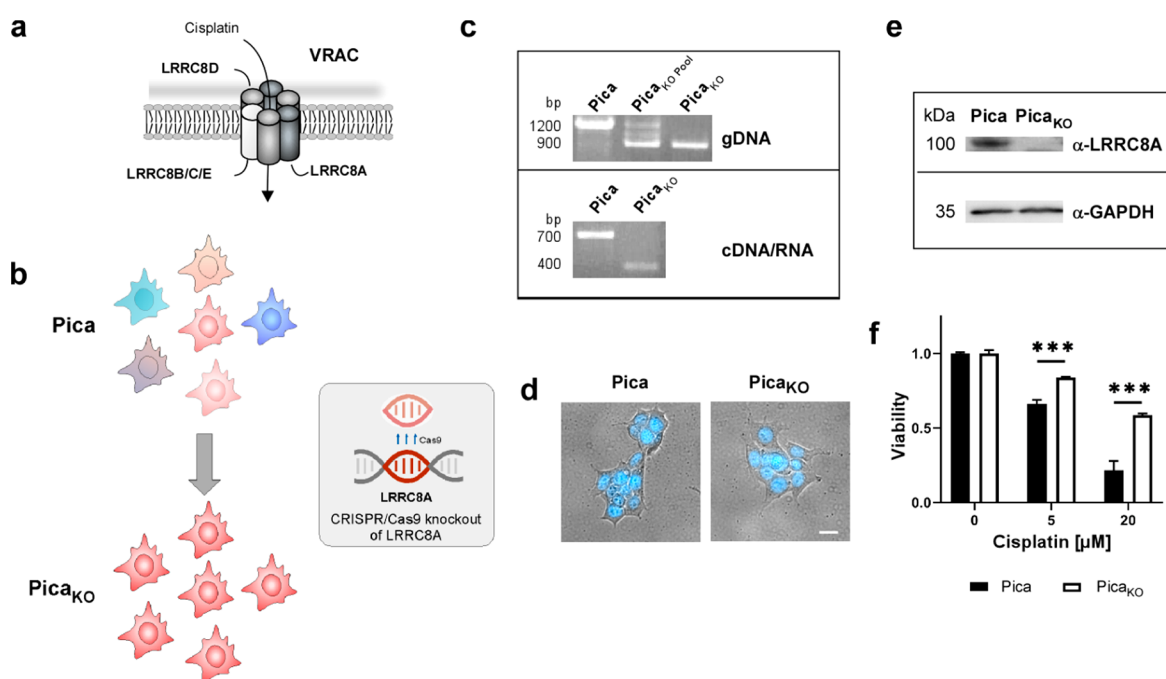 a
Cisplatin
VRAC
LRRC8D
LRRC8B/C/E
LRRC8A
b
Pica
PicaKO
Cas9
LRRC8A
CRISPR/Cas9 knockout
of LRRC8A
c
bp
Pica
PicaKO Pool
PicaKO
1200
900
gDNA
Pica
PicaKO
bp
700
400
cDNA/RNA
d
Pica
PicaKO
e
kDa
Pica
PicaKO
100
α-LRRC8A
35
α-GAPDH
f
Viability
1.0
0.5
0.0
***
***
0
5
20
Cisplatin [µM]
Pica
PicaKO